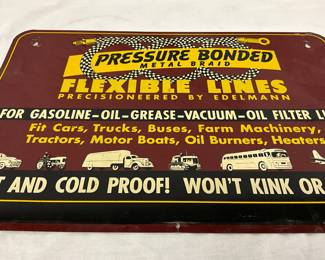 PRESSURE BONDED
METAL BRAID
FLEXIBLE LINES
PRECISIONEERED BY EDELMANN
FOR GASOLINE-OIL-GREASE-VACUUM-OIL FILTER LI
Fit Cars, Trucks, Buses, Farm Machinery,
Tractors, Motor Boats, Oil Burners, Heaters
T AND COLD PROOF! WON'T KINK OR